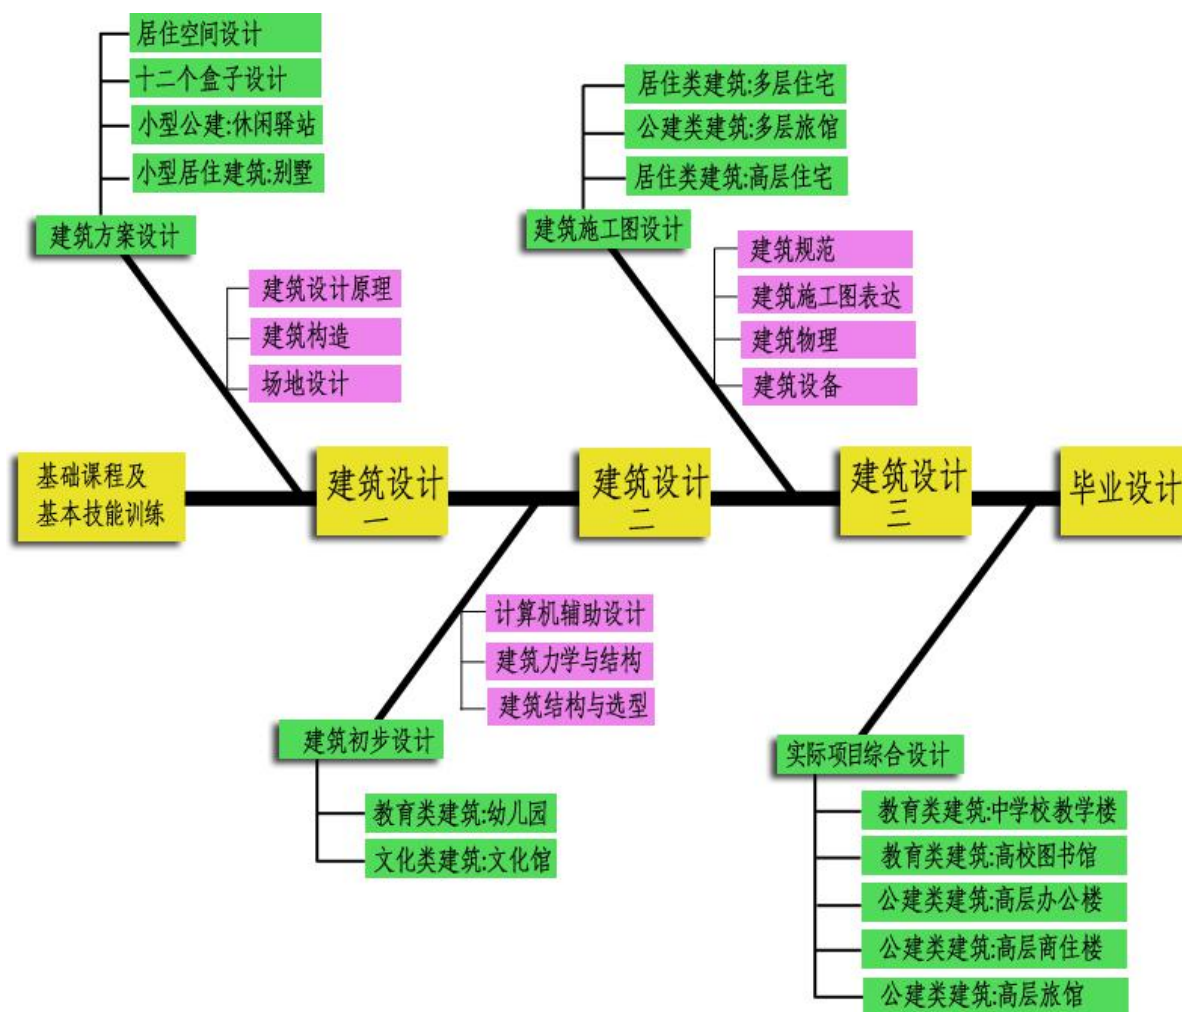 居住空间设计
十二个盒子设计
小型公建:休闲驿站
小型居住建筑:别墅
建筑方案设计
建筑设计原理
建筑构造
场地设计
居住类建筑:多层住宅
公建类建筑:多层旅馆
居住类建筑:高层住宅
建筑施工图设计
建筑规范
建筑施工图表达
建筑物理
建筑设备
基础课程及
基本技能训练
建筑设计
一
建筑设计
二
建筑设计
三
毕业设计
计算机辅助设计
建筑力学与结构
建筑结构与选型
建筑初步设计
教育类建筑:幼儿园
文化类建筑:文化馆
实际项目综合设计
教育类建筑:中学校教学楼
教育类建筑:高校图书馆
公建类建筑:高层办公楼
公建类建筑:高层商住楼
公建类建筑:高层旅馆